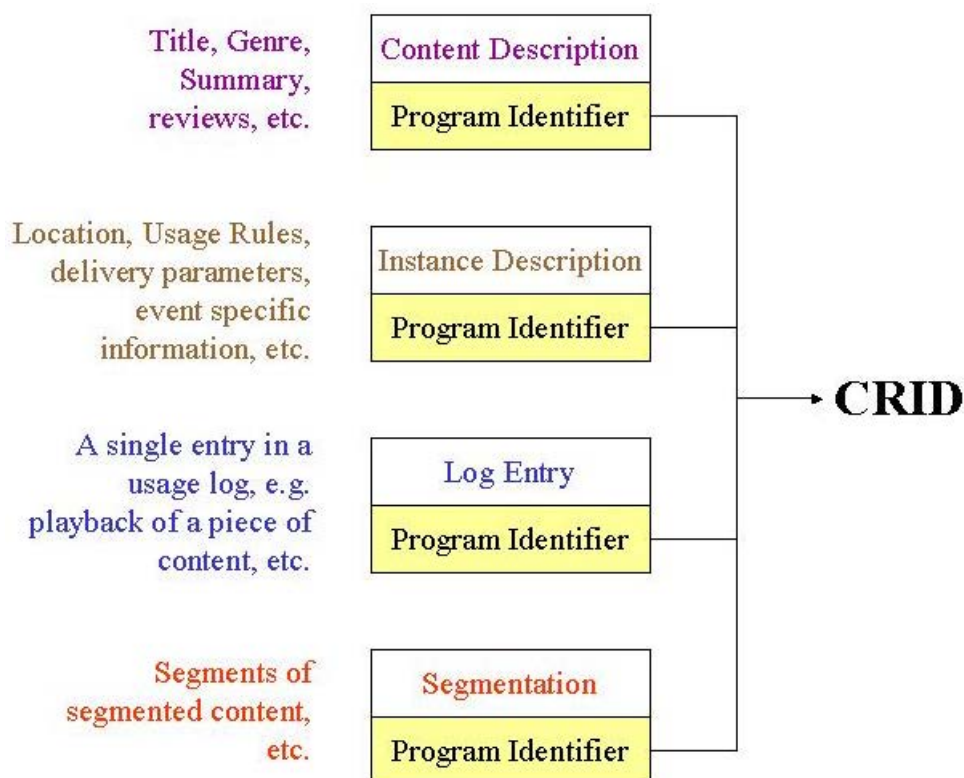 Title, Genre,
Summary,
reviews, etc.
Content Description
Program Identifier
Location, Usage Rules,
delivery parameters,
event specific
information, etc.
Instance Description
Program Identifier
CRID
A single entry in a
usage log, e.g.
playback of a piece of
content, etc.
Log Entry
Program Identifier
Segments of
segmented content,
etc.
Segmentation
Program Identifier